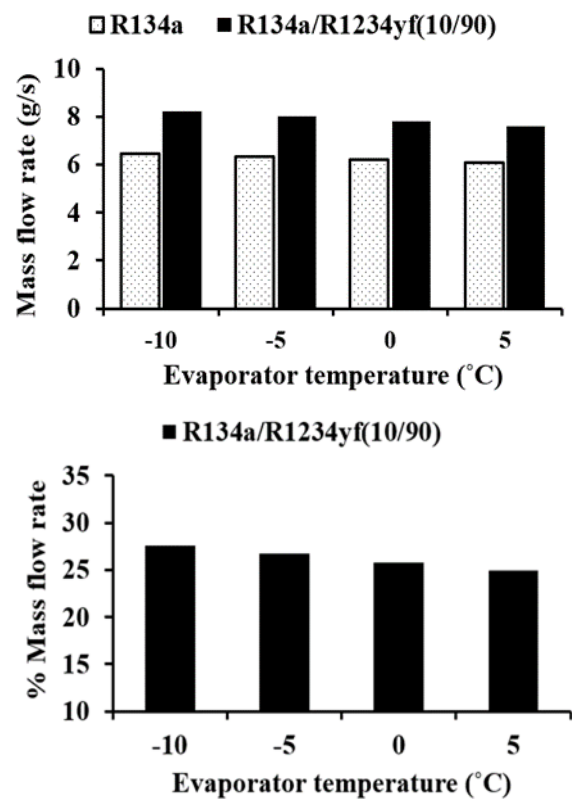 R134a R134a/R1234yf(10/90)
Mass flow rate (g/s)
10
8
6
4
2
0
-10 -5 0 5
Evaporator temperature (˚C)
R134a/R1234yf(10/90)
% Mass flow rate
35
30
25
20
15
10
-10 -5 0 5
Evaporator temperature (˚C)